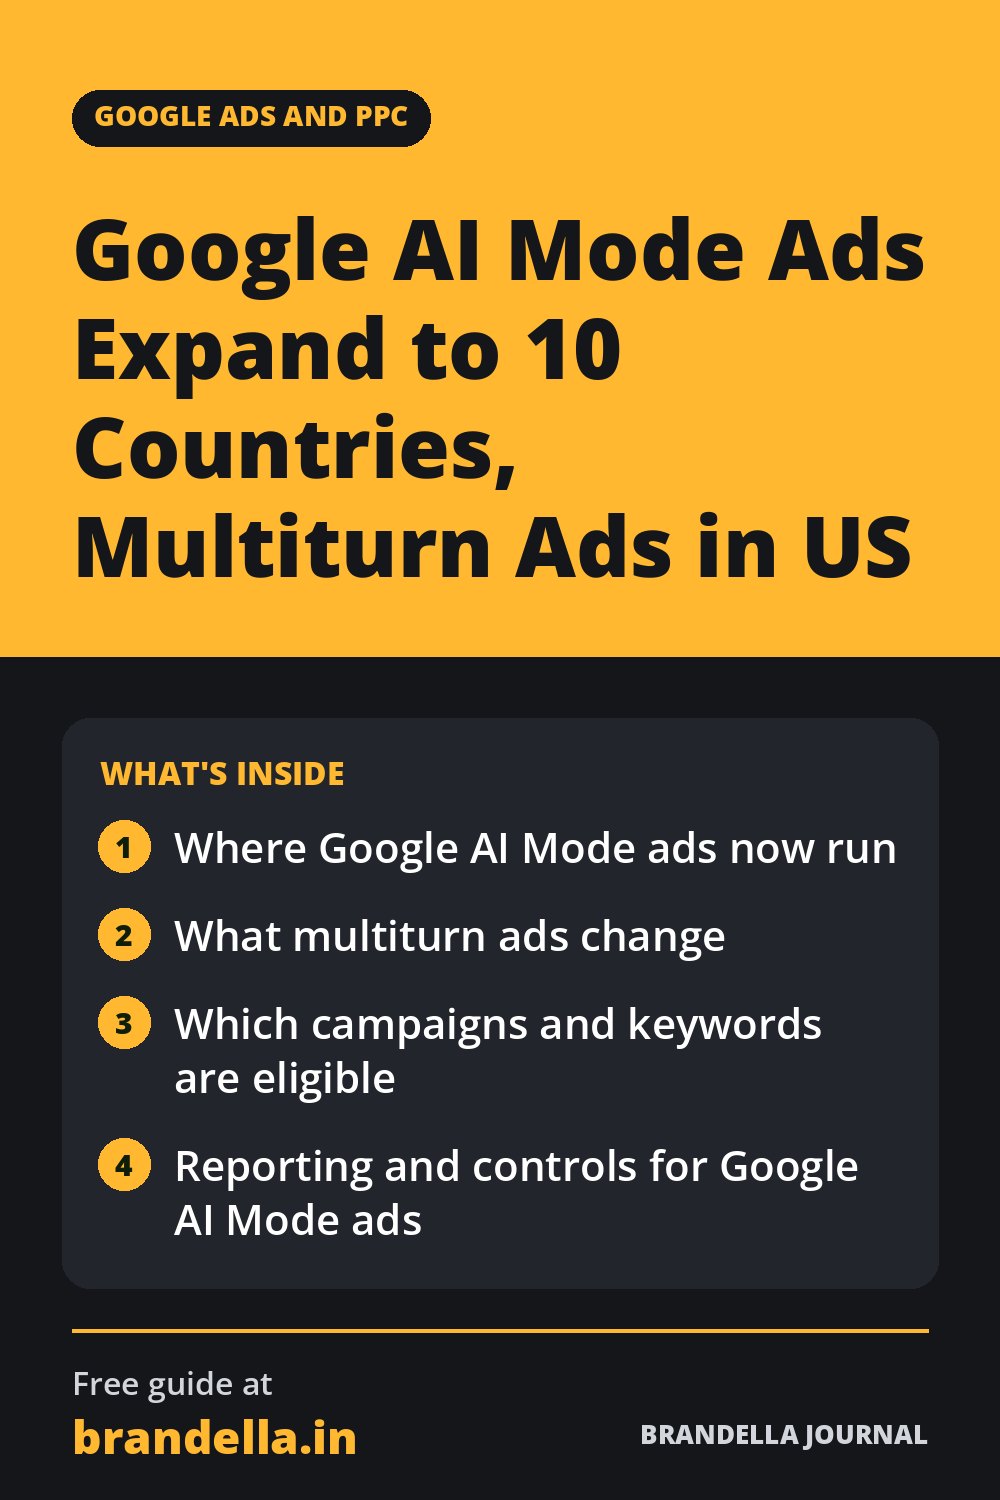 GOOGLE ADS AND PPC
Google AI Mode Ads
Expand to 10
Countries,
Multiturn Ads in US
WHAT'S INSIDE
1 Where Google AI Mode ads now run
2 What multiturn ads change
3 Which campaigns and keywords
are eligible
4 Reporting and controls for Google
AI Mode ads
Free guide at
brandella.in
BRANDELLA JOURNAL